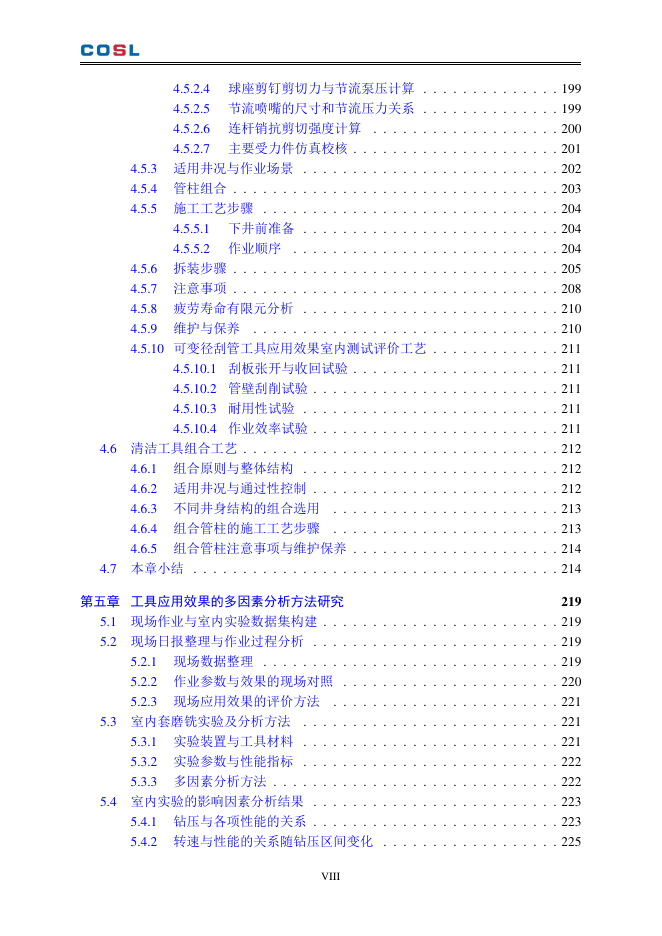 COSL
4.5.2.4 球座剪钉剪切力与节流泵压计算 . . . . . . . . . . . . . . 199
4.5.2.5 节流喷嘴的尺寸和节流压力关系 . . . . . . . . . . . . . . 199
4.5.2.6 连杆销抗剪切强度计算 . . . . . . . . . . . . . . . . . . . 200
4.5.2.7 主要受力件仿真校核 . . . . . . . . . . . . . . . . . . . . . 201
4.5.3 适用井况与作业场景 . . . . . . . . . . . . . . . . . . . . . . . . . . 202
4.5.4 管柱组合 . . . . . . . . . . . . . . . . . . . . . . . . . . . . . . . . . 203
4.5.5 施工工艺步骤 . . . . . . . . . . . . . . . . . . . . . . . . . . . . . . 204
4.5.5.1 下井前准备 . . . . . . . . . . . . . . . . . . . . . . . . . . 204
4.5.5.2 作业顺序 . . . . . . . . . . . . . . . . . . . . . . . . . . . 204
4.5.6 拆装步骤 . . . . . . . . . . . . . . . . . . . . . . . . . . . . . . . . . 205
4.5.7 注意事项 . . . . . . . . . . . . . . . . . . . . . . . . . . . . . . . . . 208
4.5.8 疲劳寿命有限元分析 . . . . . . . . . . . . . . . . . . . . . . . . . . 210
4.5.9 维护与保养 . . . . . . . . . . . . . . . . . . . . . . . . . . . . . . . 210
4.5.10 可变径刮管工具应用效果室内测试评价工艺 . . . . . . . . . . . . . 211
4.5.10.1 刮板张开与收回试验 . . . . . . . . . . . . . . . . . . . . . 211
4.5.10.2 管壁刮削试验 . . . . . . . . . . . . . . . . . . . . . . . . . 211
4.5.10.3 耐用性试验 . . . . . . . . . . . . . . . . . . . . . . . . . . 211
4.5.10.4 作业效率试验 . . . . . . . . . . . . . . . . . . . . . . . . . 211
4.6 清洁工具组合工艺 . . . . . . . . . . . . . . . . . . . . . . . . . . . . . . . . 212
4.6.1 组合原则与整体结构 . . . . . . . . . . . . . . . . . . . . . . . . . . 212
4.6.2 适用井况与通过性控制 . . . . . . . . . . . . . . . . . . . . . . . . . 212
4.6.3 不同井身结构的组合选用 . . . . . . . . . . . . . . . . . . . . . . . 213
4.6.4 组合管柱的施工工艺步骤 . . . . . . . . . . . . . . . . . . . . . . . 213
4.6.5 组合管柱注意事项与维护保养 . . . . . . . . . . . . . . . . . . . . . 214
4.7 本章小结 . . . . . . . . . . . . . . . . . . . . . . . . . . . . . . . . . . . . . 214
第五章 工具应用效果的多因素分析方法研究 219
5.1 现场作业与室内实验数据集构建 . . . . . . . . . . . . . . . . . . . . . . . . 219
5.2 现场日报整理与作业过程分析 . . . . . . . . . . . . . . . . . . . . . . . . . 219
5.2.1 现场数据整理 . . . . . . . . . . . . . . . . . . . . . . . . . . . . . . 219
5.2.2 作业参数与效果的现场对照 . . . . . . . . . . . . . . . . . . . . . . 220
5.2.3 现场应用效果的评价方法 . . . . . . . . . . . . . . . . . . . . . . . 221
5.3 室内套磨铣实验及分析方法 . . . . . . . . . . . . . . . . . . . . . . . . . . 221
5.3.1 实验装置与工具材料 . . . . . . . . . . . . . . . . . . . . . . . . . . 221
5.3.2 实验参数与性能指标 . . . . . . . . . . . . . . . . . . . . . . . . . . 222
5.3.3 多因素分析方法 . . . . . . . . . . . . . . . . . . . . . . . . . . . . . 222
5.4 室内实验的影响因素分析结果 . . . . . . . . . . . . . . . . . . . . . . . . . 223
5.4.1 钻压与各项性能的关系 . . . . . . . . . . . . . . . . . . . . . . . . . 223
5.4.2 转速与性能的关系随钻压区间变化 . . . . . . . . . . . . . . . . . . 225
VIII